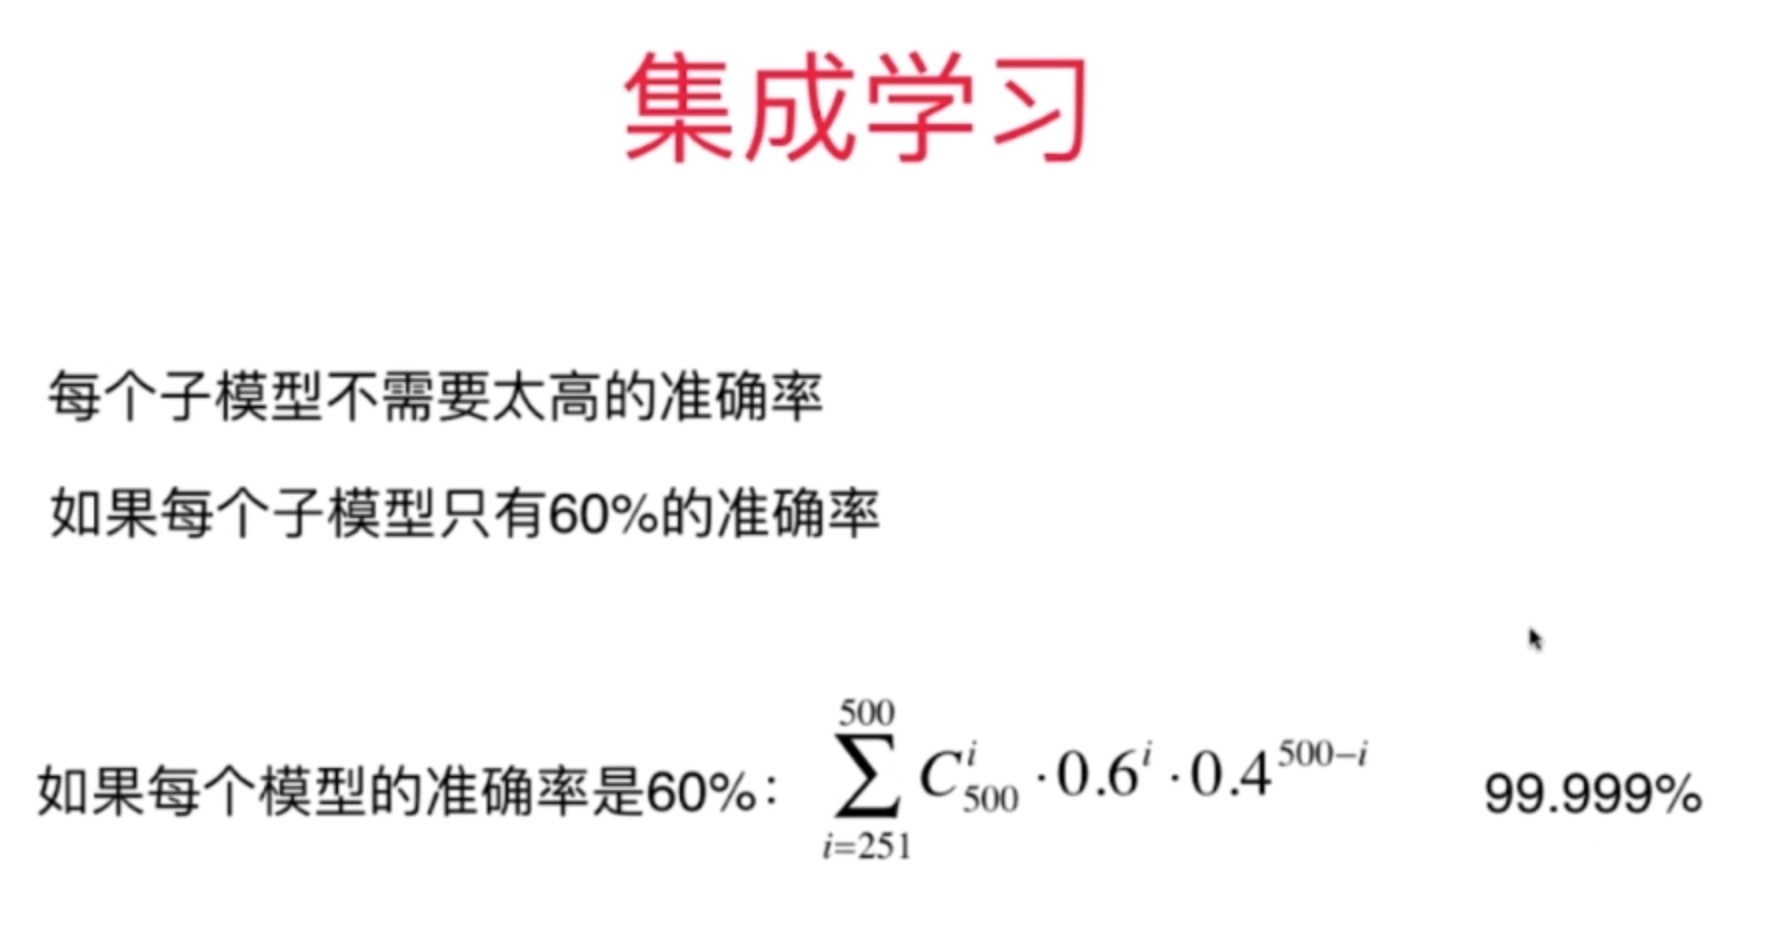 集成学习
每个子模型不需要太高的准确率
如果每个子模型只有60%的准确率
如果每个模型的准确率是60%： $\sum_{i=251}^{500} C_{500}^{i} \cdot 0.6^{i} \cdot 0.4^{500-i}$ 99.999%